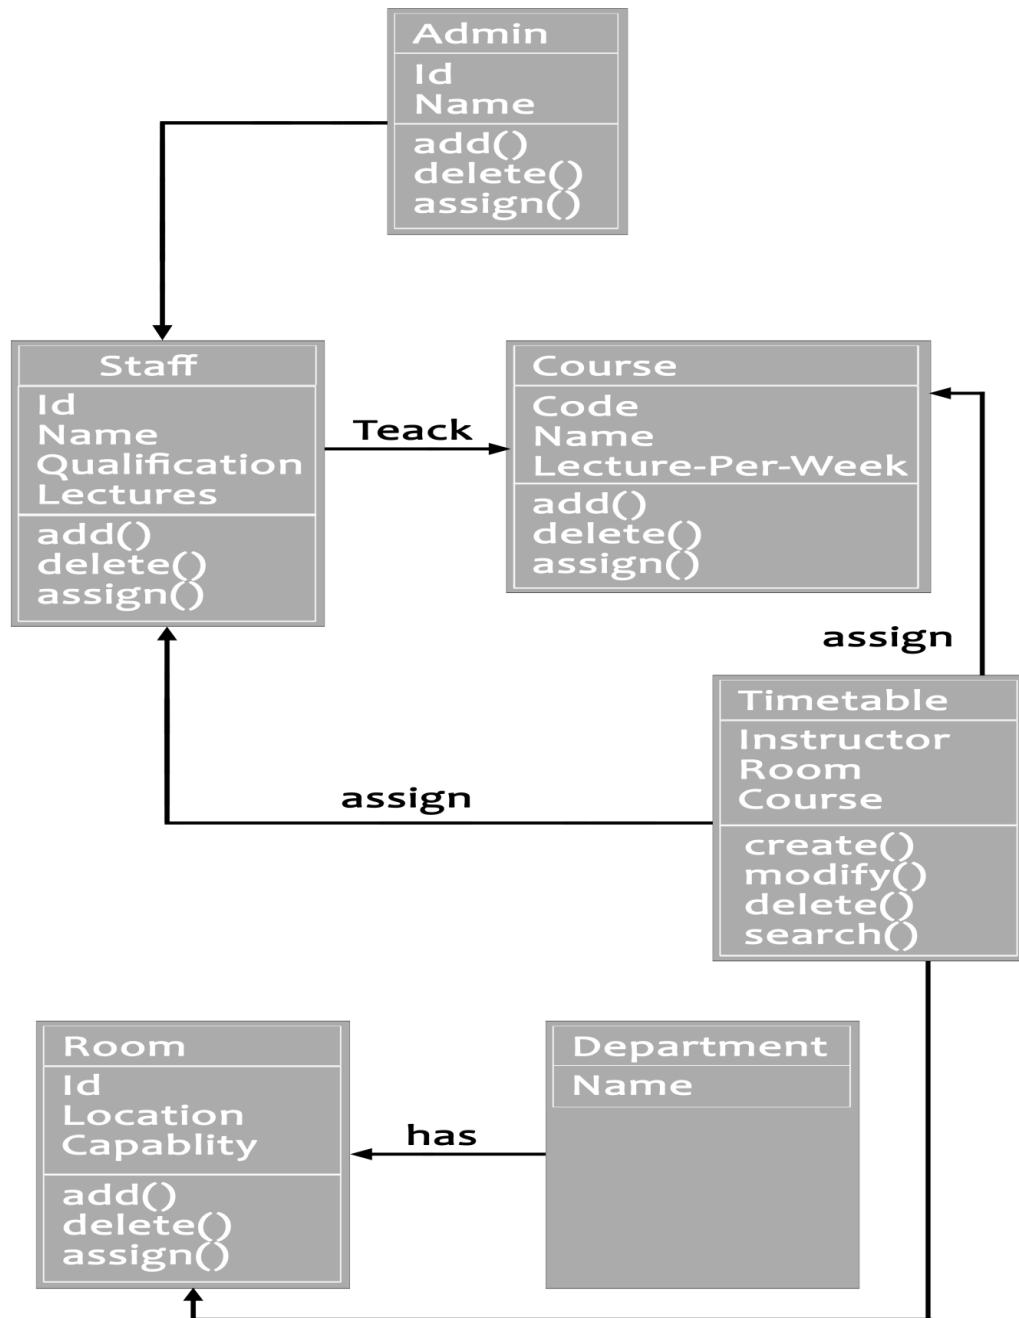 Admin
Id
Name
add()
delete()
assign()
Staff
Id
Name
Qualification
Lectures
add()
delete()
assign()
Teack
Course
Code
Name
Lecture-Per-Week
add()
delete()
assign()
assign
Timetable
Instructor
Room
Course
create()
modify()
delete()
search()
assign
Room
Id
Location
Capablity
add()
delete()
assign()
has
Department
Name